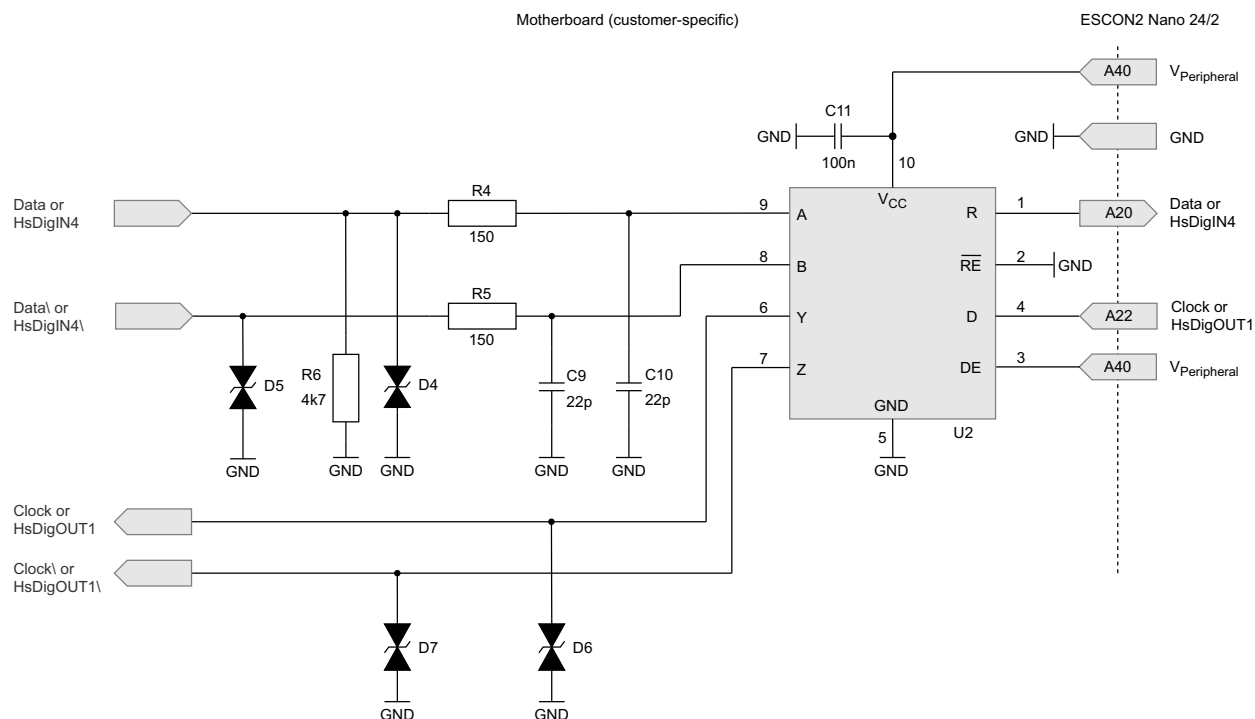 Motherboard (customer-specific)
ESCON2 Nano 24/2
A40
VPeripheral
C11
GND
100n
10
GND
GND
Data or
HsDigIN4
R4
150
9
A
VCC
R
1
A20
Data or
HsDigIN4
8
B
RE
2
GND
Data\ or
HsDigIN4\
R5
150
6
Y
D
4
A22
Clock or
HsDigOUT1
7
Z
DE
3
A40
VPeripheral
D5
R6
4k7
D4
C9
22p
C10
22p
GND
5
U2
GND
GND
GND
GND
GND
GND
Clock or
HsDigOUT1
Clock\ or
HsDigOUT1\
D7
D6
GND
GND